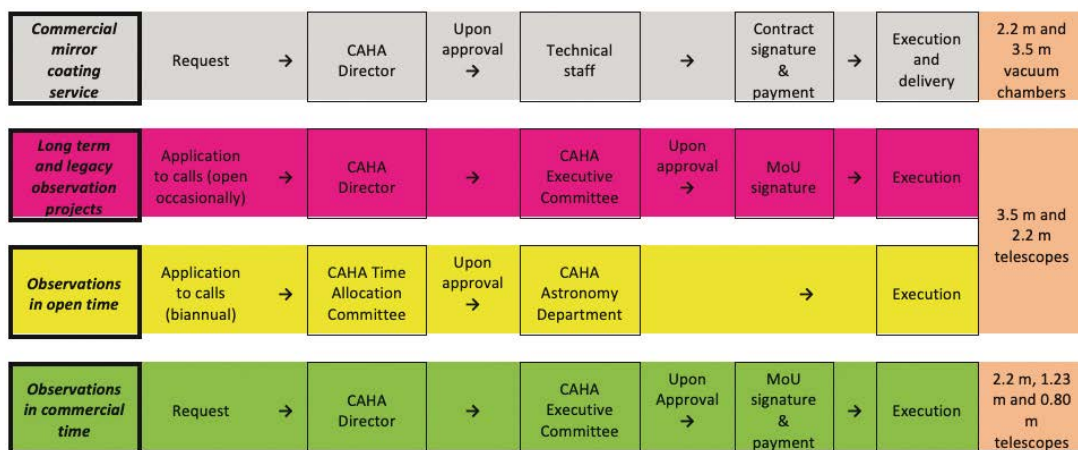 Commercial
mirror
coating
service
Request
→
CAHA
Director
Upon
approval
→
Technical
staff
→
Contract
signature
&
payment
→
Execution
and
delivery
2.2 m and
3.5 m
vacuum
chambers
Long term
and legacy
observation
projects
Application
to calls (open
occasionally)
→
CAHA
Director
→
CAHA
Executive
Committee
Upon
approval
→
MoU
signature
→
Execution
3.5 m and
2.2 m
telescopes
Observations
in open time
Application
to calls
(biannual)
→
CAHA Time
Allocation
Committee
Upon
approval
→
CAHA
Astronomy
Department
→
Execution
Observations
in commercial
time
Request
→
CAHA
Director
→
CAHA
Executive
Committee
Upon
Approval
→
MoU
signature
&
payment
→
Execution
2.2 m, 1.23
m and 0.80
m
telescopes